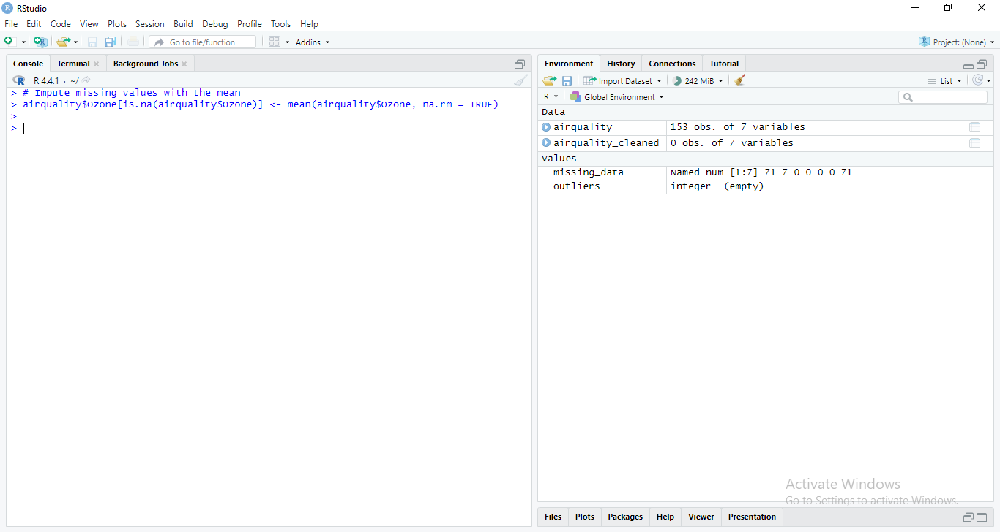 RStudio
File Edit Code View Plots Session Build Debug Profile Tools Help
Go to file/function Addins Project: (None)
Console Terminal Background Jobs
R 4.4.1 · ~/
> # Impute missing values with the mean
> airquality$Ozone[is.na(airquality$Ozone)] <- mean(airquality$Ozone, na.rm = TRUE)
>
>
Environment History Connections Tutorial
Import Dataset 242 MiB List
R Global Environment
Data
airquality 153 obs. of 7 variables
airquality_cleaned 0 obs. of 7 variables
Values
missing_data Named num [1:7] 71 7 0 0 0 0 71
outliers integer (empty)
Activate Windows
Go to Settings to activate Windows.
Files Plots Packages Help Viewer Presentation